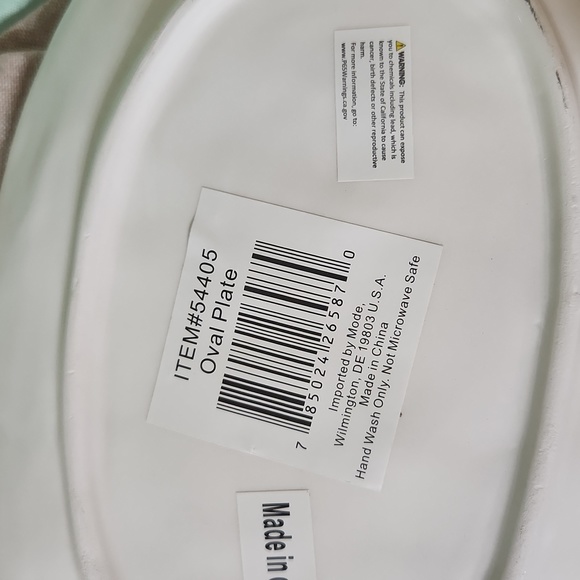 WARNING: This product can expose
you to chemicals including lead, which is
known to the State of California to cause
cancer, birth defects or other reproductive
harm.
For more information, go to:
www.P65Warnings.ca.gov
ITEM#54405
Oval Plate
7 85024 26587 0
Imported by Mode,
Wilmington, DE 19803 U.S.A.
Made in China
Hand Wash Only. Not Microwave Safe
Made in